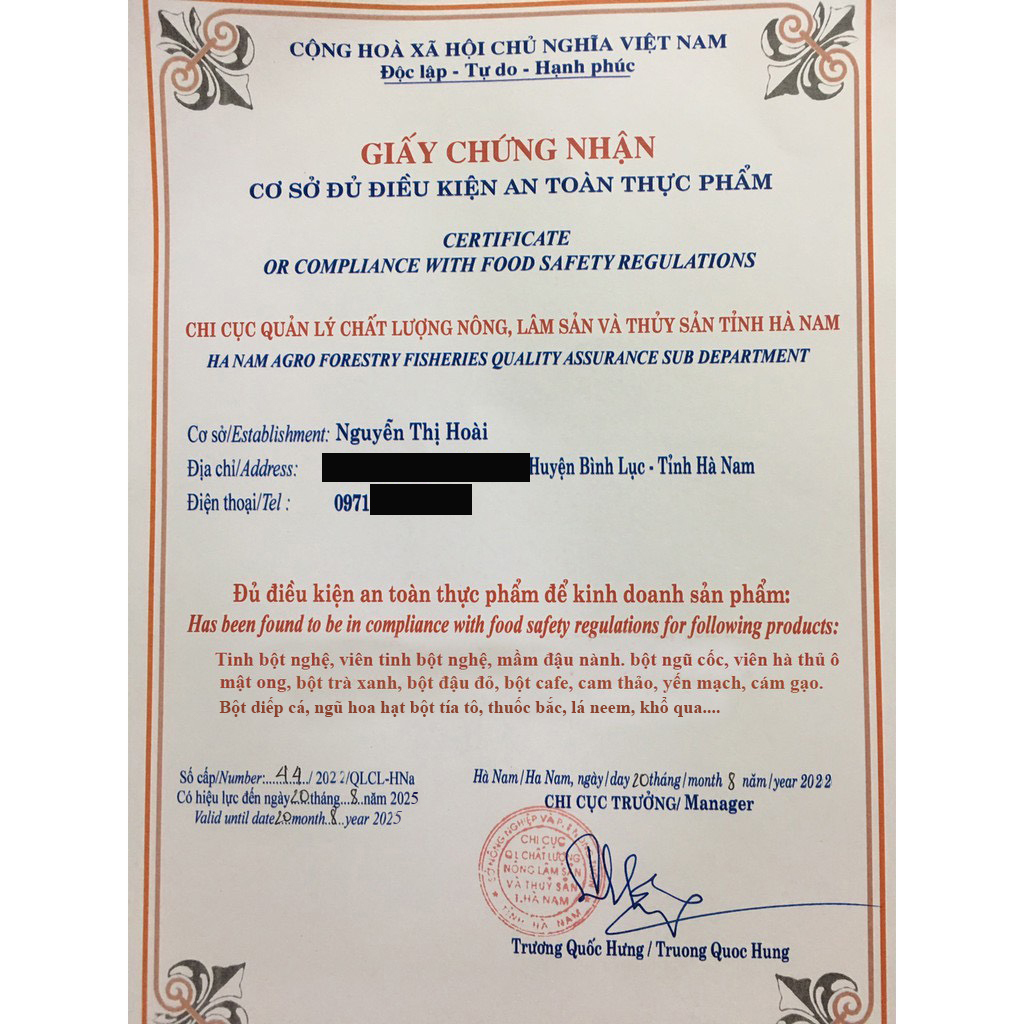 CỘNG HOÀ XÃ HỘI CHỦ NGHĨA VIỆT NAM
Độc lập - Tự do - Hạnh phúc
GIẤY CHỨNG NHẬN
CƠ SỞ ĐỦ ĐIỀU KIỆN AN TOÀN THỰC PHẨM
CERTIFICATE
OR COMPLIANCE WITH FOOD SAFETY REGULATIONS
CHI CỤC QUẢN LÝ CHẤT LƯỢNG NÔNG, LÂM SẢN VÀ THỦY SẢN TỈNH HÀ NAM
HA NAM AGRO FORESTRY FISHERIES QUALITY ASSURANCE SUB DEPARTMENT
Cơ sở/Establishment: Nguyễn Thị Hoài
Địa chỉ/Address: Huyện Bình Lục - Tỉnh Hà Nam
Điện thoại/Tel : 0971
Đủ điều kiện an toàn thực phẩm để kinh doanh sản phẩm:
Has been found to be in compliance with food safety regulations for following products:
Tinh bột nghệ, viên tinh bột nghệ, mầm đậu nành. bột ngũ cốc, viên hà thủ ô
mật ong, bột trà xanh, bột đậu đỏ, bột cafe, cam thảo, yến mạch, cám gạo.
Bột diếp cá, ngũ hoa hạt bột tía tô, thuốc bắc, lá neem, khổ qua....
Số cấp/Number:......44../ 2022/QLCL-HNa
Có hiệu lực đến ngày20tháng...8..năm 2025
Valid until date20month..8..year 2025
Hà Nam/Ha Nam, ngày/day 20tháng/month 8 năm/year 2022
CHI CỤC TRƯỞNG/ Manager
CHI CỤC
QL CHẤT LƯỢNG
NÔNG LÂM SẢN
VÀ THUỶ SẢN
T.HÀ NAM
TỈNH HÀ NAM
Trương Quốc Hưng / Truong Quoc Hung